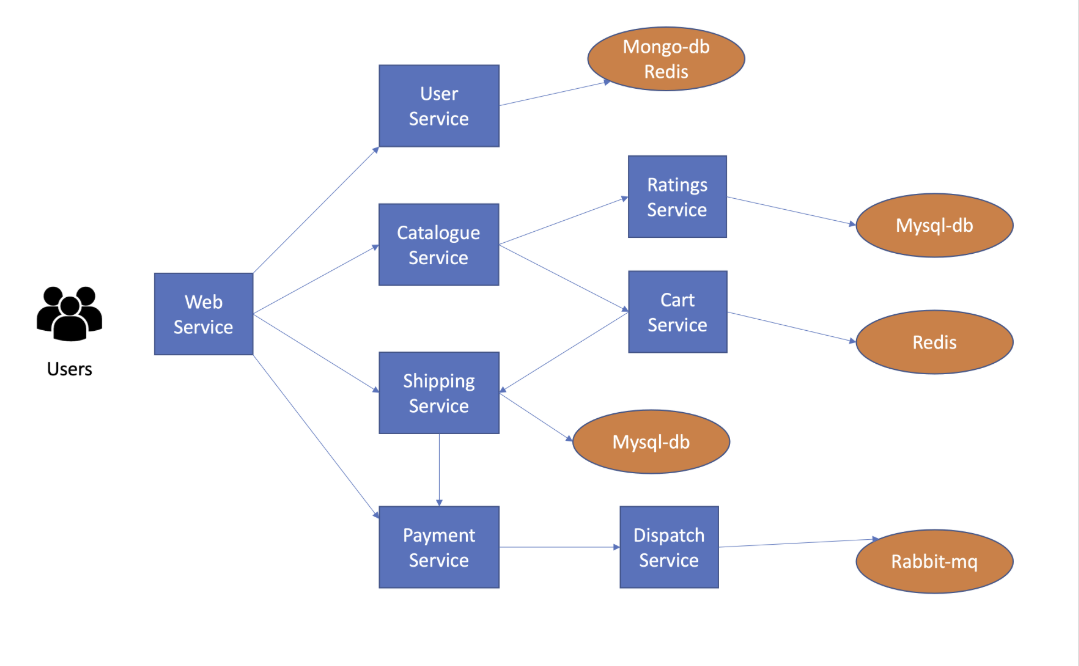 Mongo-db
Redis
User
Service
Ratings
Service
Mysql-db
Catalogue
Service
Web
Service
Cart
Service
Redis
Users
Shipping
Service
Mysql-db
Payment
Service
Dispatch
Service
Rabbit-mq